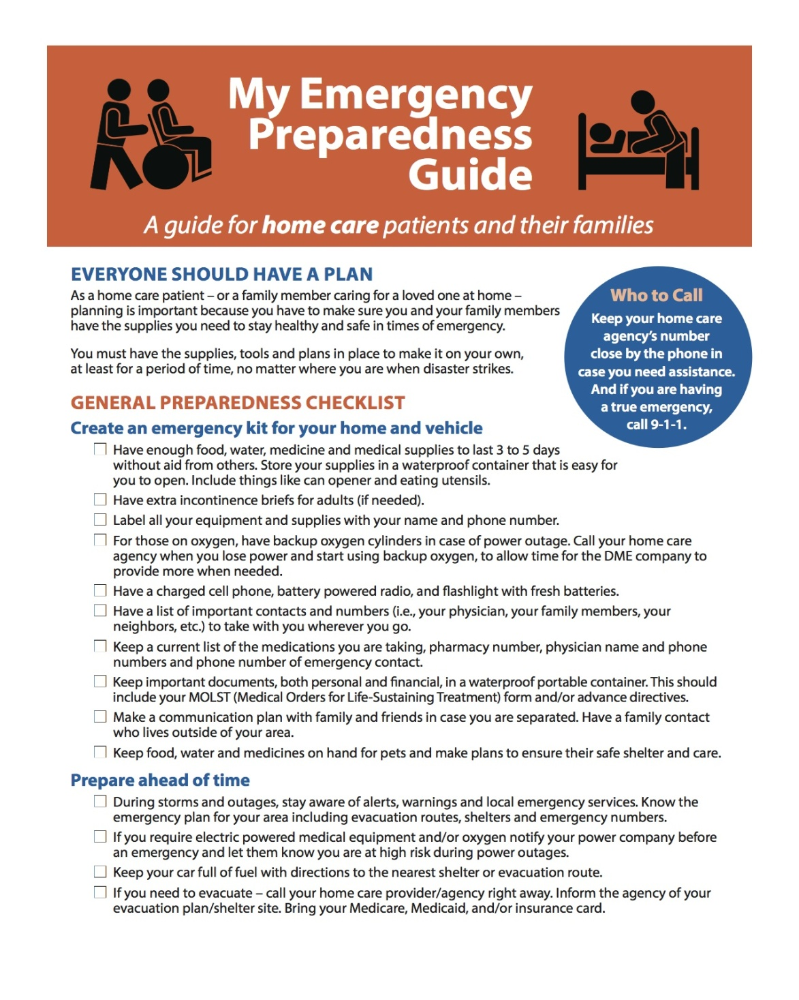 My Emergency
Preparedness
Guide
A guide for home care patients and their families
EVERYONE SHOULD HAVE A PLAN
As a home care patient – or a family member caring for a loved one at home –
planning is important because you have to make sure you and your family members
have the supplies you need to stay healthy and safe in times of emergency.
You must have the supplies, tools and plans in place to make it on your own,
at least for a period of time, no matter where you are when disaster strikes.
Who to Call
Keep your home care
agency's number
close by the phone in
case you need assistance.
And if you are having
a true emergency,
call 9-1-1.
GENERAL PREPAREDNESS CHECKLIST
Create an emergency kit for your home and vehicle
Have enough food, water, medicine and medical supplies to last 3 to 5 days
without aid from others. Store your supplies in a waterproof container that is easy for
you to open. Include things like can opener and eating utensils.
Have extra incontinence briefs for adults (if needed).
Label all your equipment and supplies with your name and phone number.
For those on oxygen, have backup oxygen cylinders in case of power outage. Call your home care
agency when you lose power and start using backup oxygen, to allow time for the DME company to
provide more when needed.
Have a charged cell phone, battery powered radio, and flashlight with fresh batteries.
Have a list of important contacts and numbers (i.e., your physician, your family members, your
neighbors, etc.) to take with you wherever you go.
Keep a current list of the medications you are taking, pharmacy number, physician name and phone
numbers and phone number of emergency contact.
Keep important documents, both personal and financial, in a waterproof portable container. This should
include your MOLST (Medical Orders for Life-Sustaining Treatment) form and/or advance directives.
Make a communication plan with family and friends in case you are separated. Have a family contact
who lives outside of your area.
Keep food, water and medicines on hand for pets and make plans to ensure their safe shelter and care.
Prepare ahead of time
During storms and outages, stay aware of alerts, warnings and local emergency services. Know the
emergency plan for your area including evacuation routes, shelters and emergency numbers.
If you require electric powered medical equipment and/or oxygen notify your power company before
an emergency and let them know you are at high risk during power outages.
Keep your car full of fuel with directions to the nearest shelter or evacuation route.
If you need to evacuate – call your home care provider/agency right away. Inform the agency of your
evacuation plan/shelter site. Bring your Medicare, Medicaid, and/or insurance card.